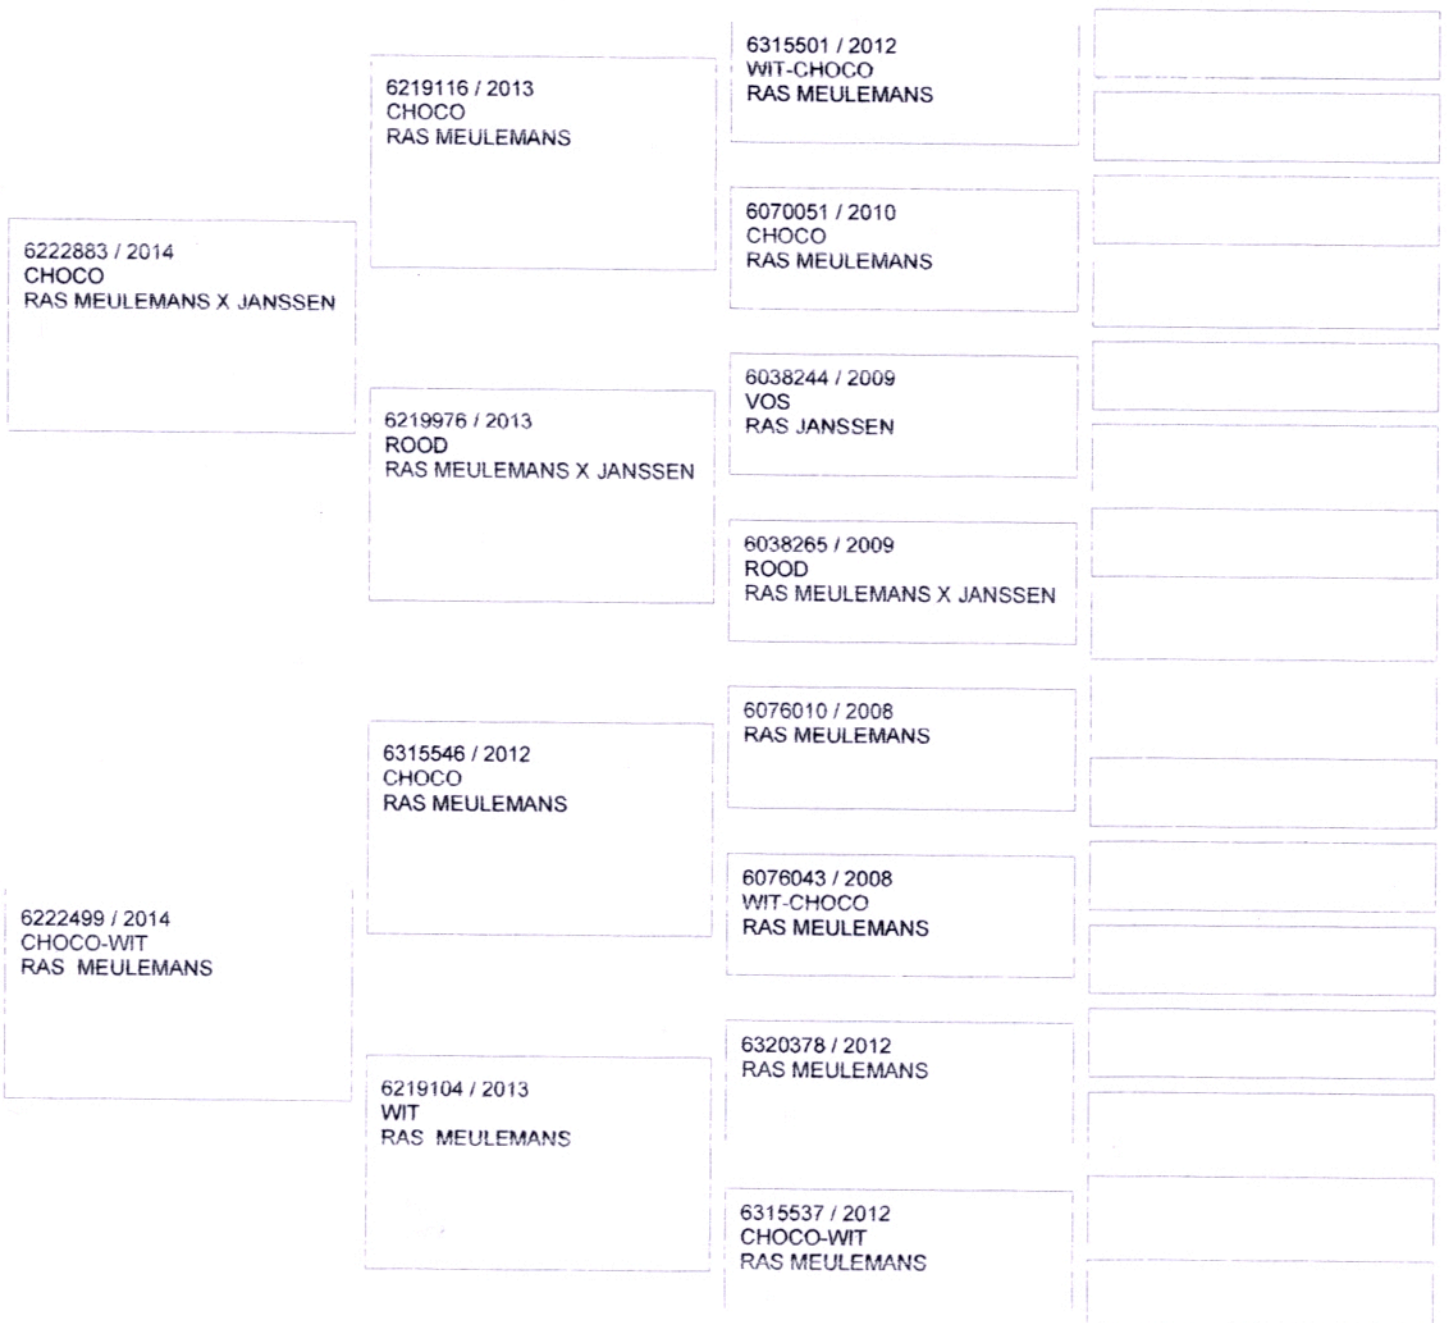 6222883 / 2014
CHOCO
RAS MEULEMANS X JANSSEN
6222499 / 2014
CHOCO-WIT
RAS MEULEMANS
6219116 / 2013
CHOCO
RAS MEULEMANS
6219976 / 2013
ROOD
RAS MEULEMANS X JANSSEN
6315546 / 2012
CHOCO
RAS MEULEMANS
6219104 / 2013
WIT
RAS MEULEMANS
6315501 / 2012
WIT-CHOCO
RAS MEULEMANS
6070051 / 2010
CHOCO
RAS MEULEMANS
6038244 / 2009
VOS
RAS JANSSEN
6038265 / 2009
ROOD
RAS MEULEMANS X JANSSEN
6076010 / 2008
RAS MEULEMANS
6076043 / 2008
WIT-CHOCO
RAS MEULEMANS
6320378 / 2012
RAS MEULEMANS
6315537 / 2012
CHOCO-WIT
RAS MEULEMANS